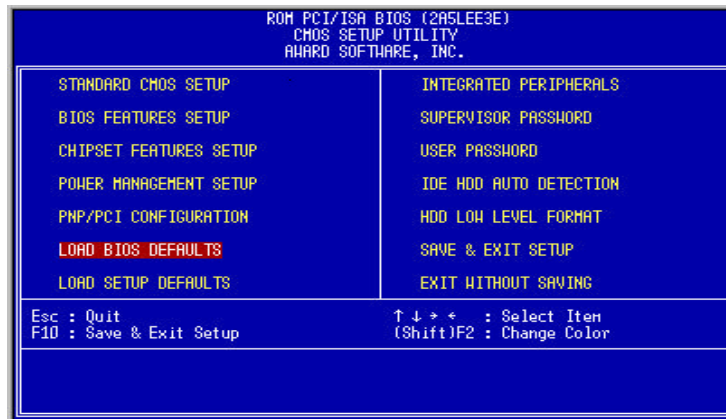 ROM PCI/ISA BIOS (2A5LEE3E)
CMOS SETUP UTILITY
AWARD SOFTWARE, INC.
STANDARD CMOS SETUP
BIOS FEATURES SETUP
CHIPSET FEATURES SETUP
POWER MANAGEMENT SETUP
PNP/PCI CONFIGURATION
LOAD BIOS DEFAULTS
LOAD SETUP DEFAULTS
INTEGRATED PERIPHERALS
SUPERVISOR PASSWORD
USER PASSWORD
IDE HDD AUTO DETECTION
HDD LOW LEVEL FORMAT
SAVE & EXIT SETUP
EXIT WITHOUT SAVING
Esc : Quit
F10 : Save & Exit Setup
↑ ↓ → ← : Select Item
(Shift)F2 : Change Color